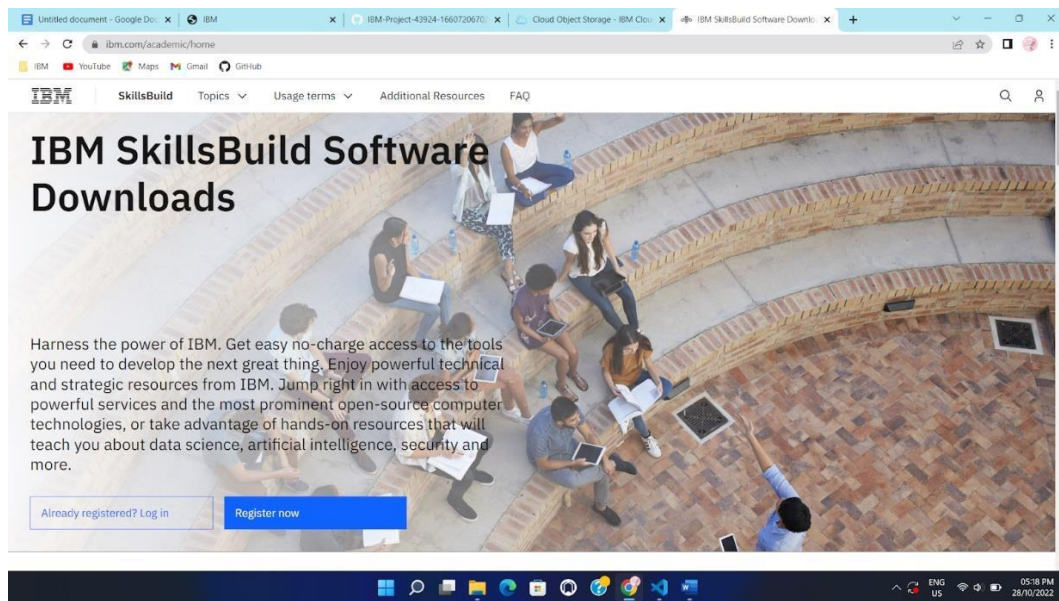 Untitled document - Google Doc
IBM
IBM-Project-43924-1660720670/
Cloud Object Storage - IBM Clou
IBM SkillsBuild Software Downlo
ibm.com/academic/home
IBM
YouTube
Maps
Gmail
GitHub
IBM
SkillsBuild
Topics
Usage terms
Additional Resources
FAQ
IBM SkillsBuild Software
Downloads
Harness the power of IBM. Get easy no-charge access to the tools
you need to develop the next great thing. Enjoy powerful technical
and strategic resources from IBM. Jump right in with access to
powerful services and the most prominent open-source computer
technologies, or take advantage of hands-on resources that will
teach you about data science, artificial intelligence, security and
more.
Already registered? Log in
Register now
ENG
US
05:18 PM
28/10/2022